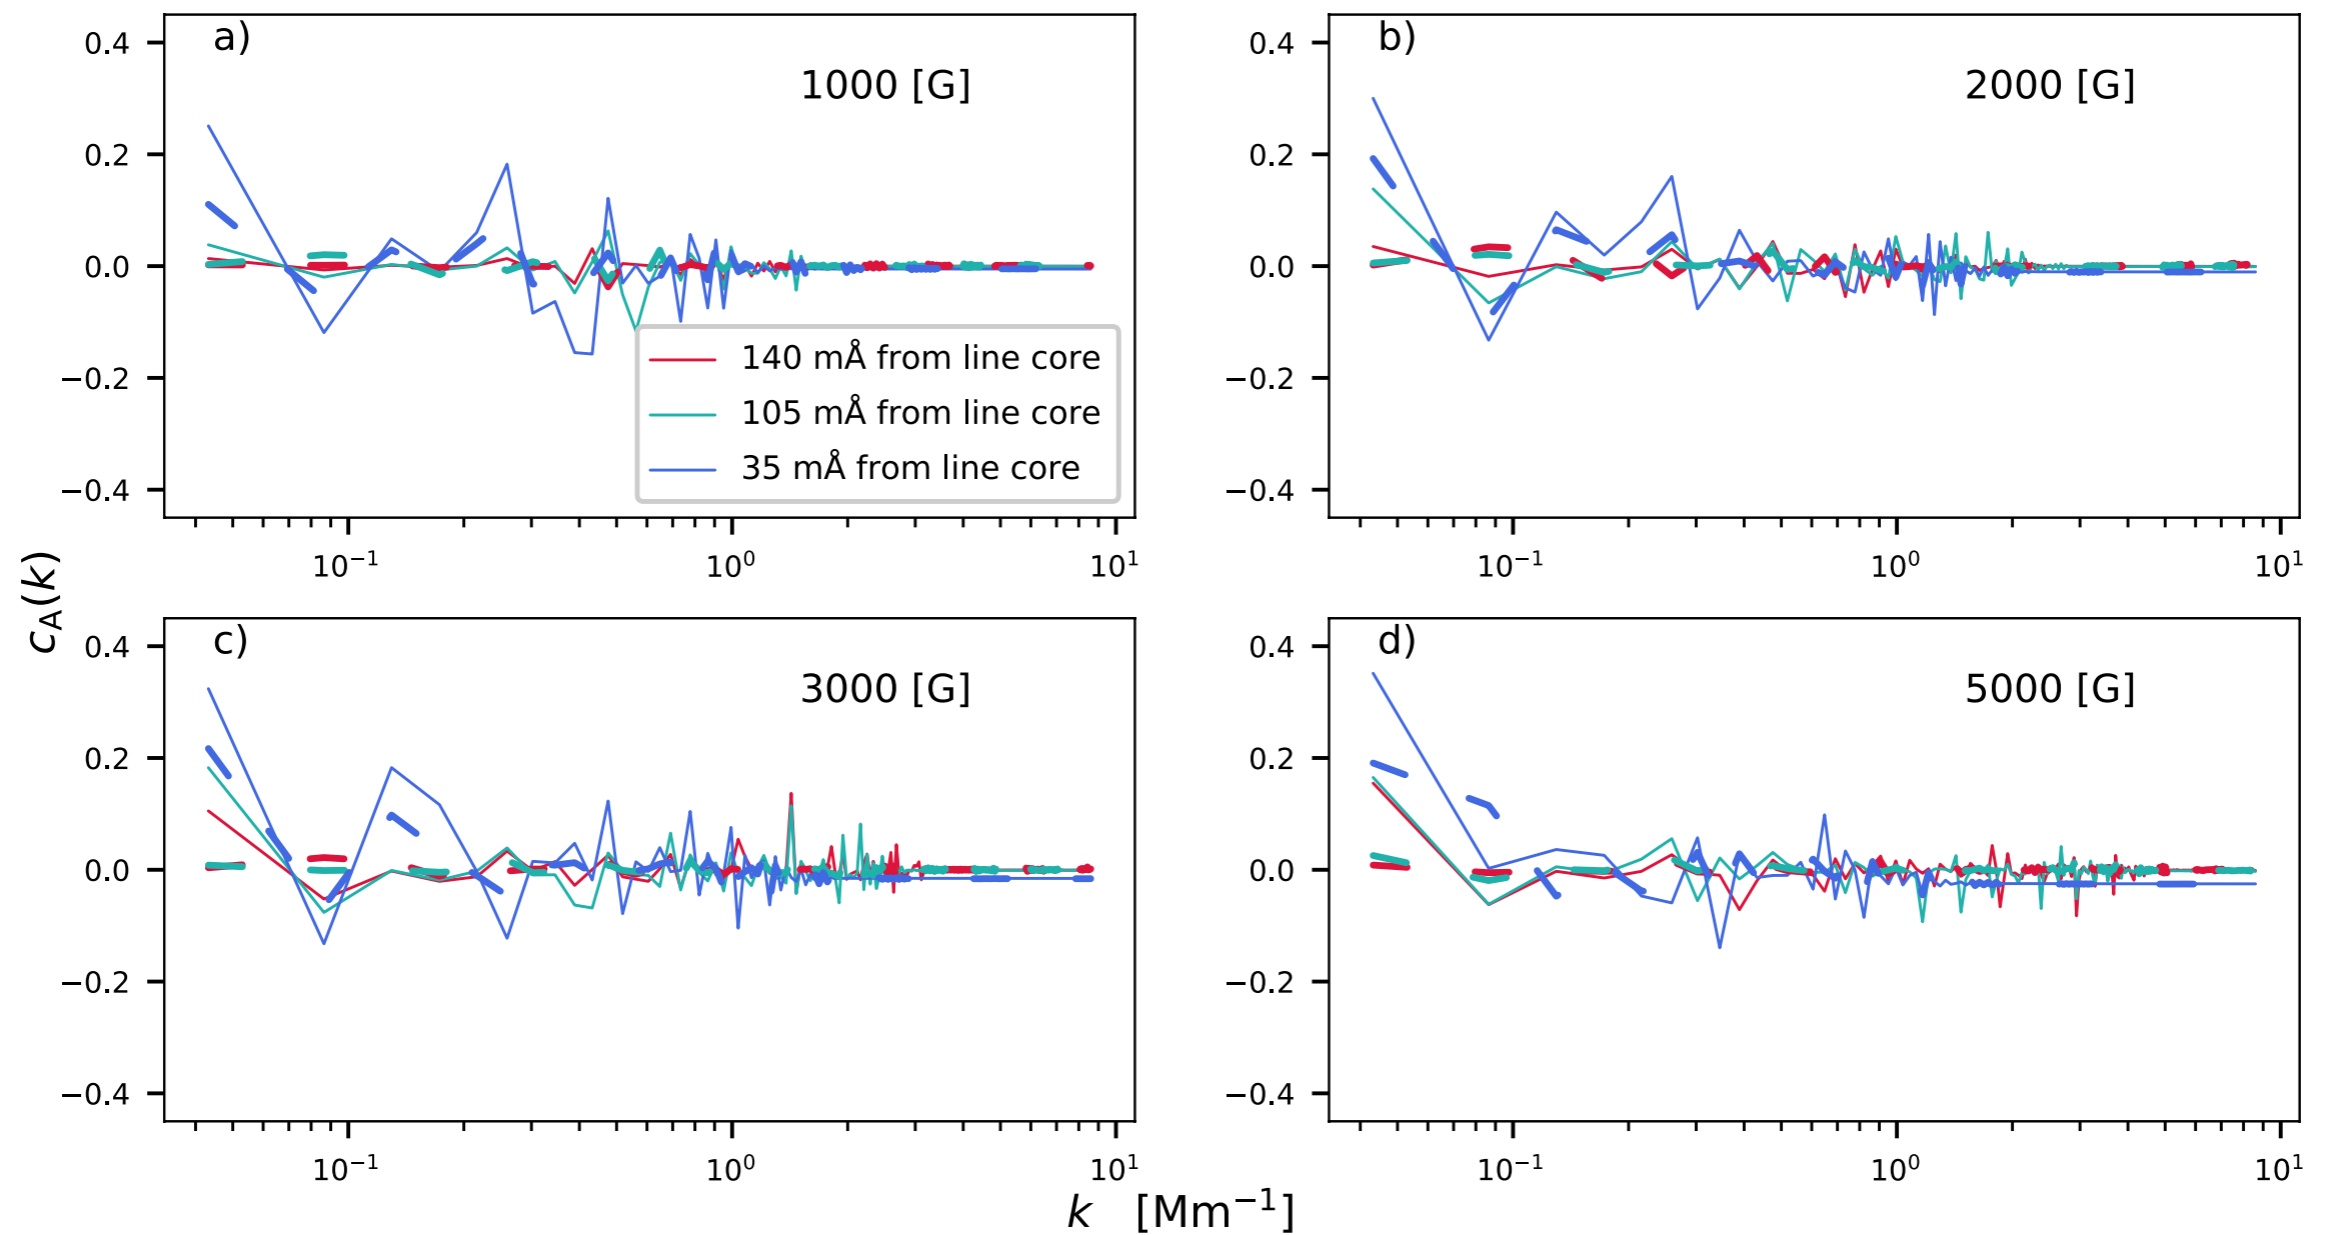 a)
1000 [G]
0.4
0.2
0.0
−0.2
−0.4
140 mÅ from line core
105 mÅ from line core
35 mÅ from line core
10⁻¹ 10⁰ 10¹
b)
2000 [G]
0.4
0.2
0.0
−0.2
−0.4
10⁻¹ 10⁰ 10¹
c_A(k)
c)
3000 [G]
0.4
0.2
0.0
−0.2
−0.4
10⁻¹ 10⁰ 10¹
d)
5000 [G]
0.4
0.2
0.0
−0.2
−0.4
10⁻¹ 10⁰ 10¹
k [Mm⁻¹]